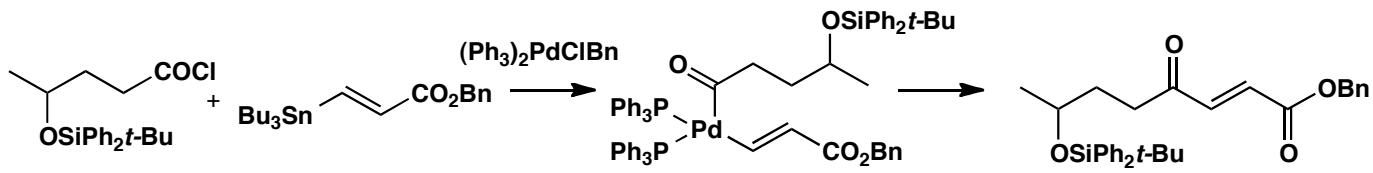 COCl
OSiPh2t-Bu
+
Bu3Sn
CO2Bn
(Ph3)2PdClBn
O
OSiPh2t-Bu
Ph3P
Ph3P
Pd
CO2Bn
O
OSiPh2t-Bu
OBn
O